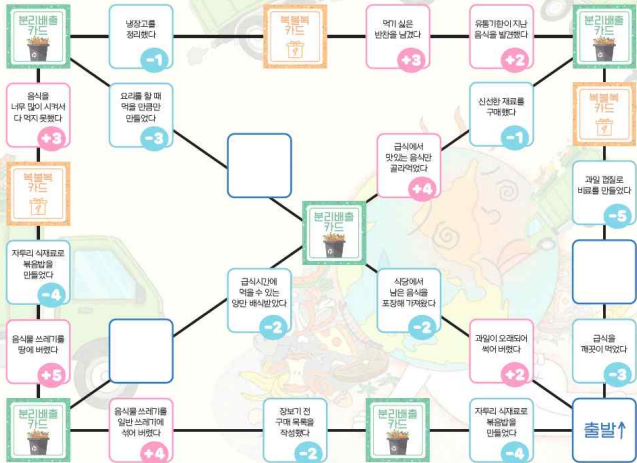 분리배출
카드
냉장고를
정리했다
-1
복불복
카드
먹기 싫은
반찬을 남겼다
+3
유통기한이 지난
음식을 발견했다
+2
분리배출
카드
음식을
너무 많이 시켜서
다 먹지 못했다
+3
요리를 할 때
먹을 만큼만
만들었다
-3
신선한 재료를
구매했다
-1
복불복
카드
급식에서
맛있는 음식만
골라먹었다
+4
복불복
카드
분리배출
카드
과일 껍질로
비료를 만들었다
-5
자투리 식재료로
볶음밥을
만들었다
-4
급식시간에
먹을 수 있는
양만 배식받았다
-2
식당에서
남은 음식을
포장해 가져왔다
-2
음식물 쓰레기를
땅에 버렸다
+5
과일이 오래되어
썩어 버렸다
+2
급식을
깨끗이 먹었다
-3
분리배출
카드
음식물 쓰레기를
일반 쓰레기에
섞어 버렸다
+4
장보기 전
구매 목록을
작성했다
-2
분리배출
카드
자투리 식재료로
볶음밥을
만들었다
-4
출발↑